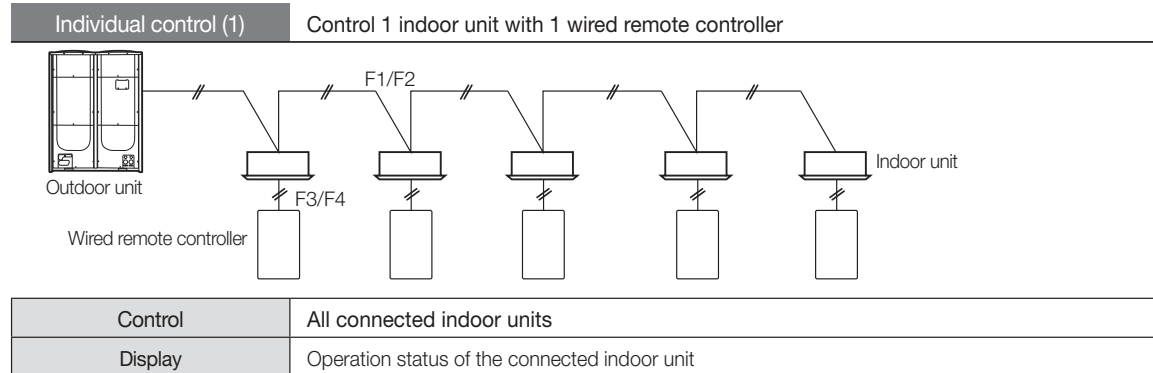 Individual control (1) Control 1 indoor unit with 1 wired remote controller
F1/F2
Indoor unit
Outdoor unit
F3/F4
Wired remote controller
Control All connected indoor units
Display Operation status of the connected indoor unit